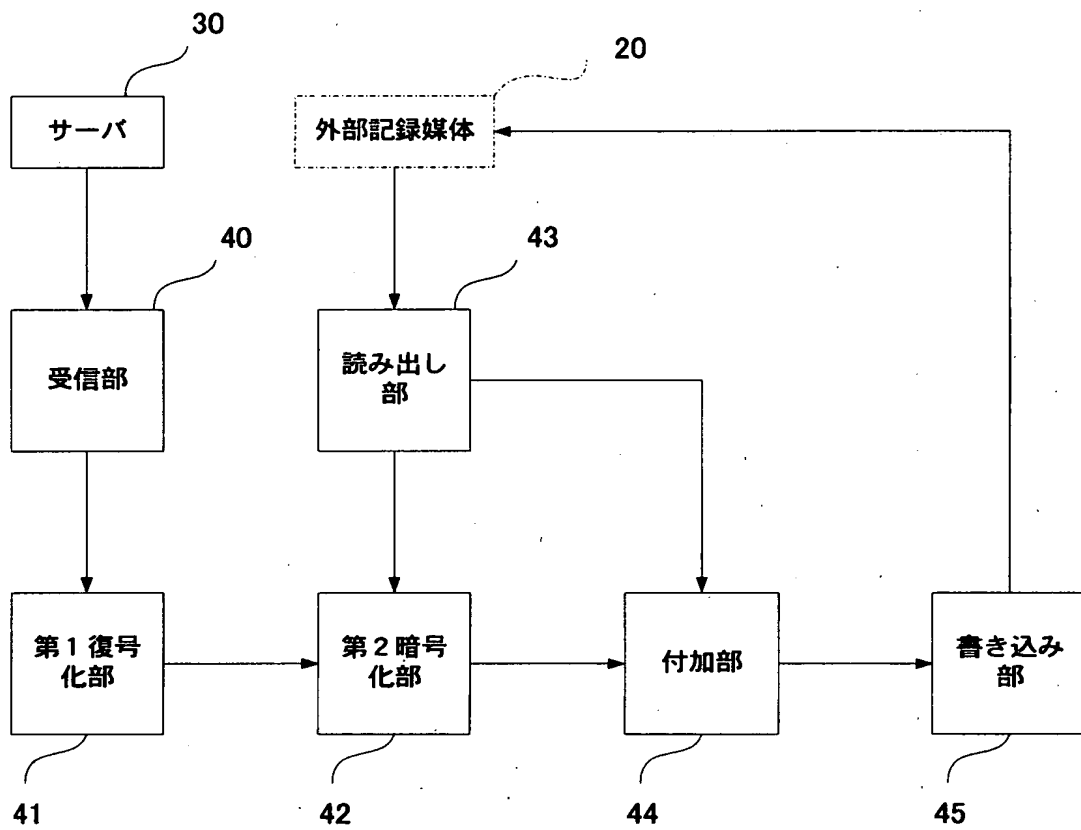 30
20
サーバ
外部記録媒体
40
43
受信部
読み出し
部
第1復号
化部
第2暗号
化部
付加部
書き込み
部
41
42
44
45